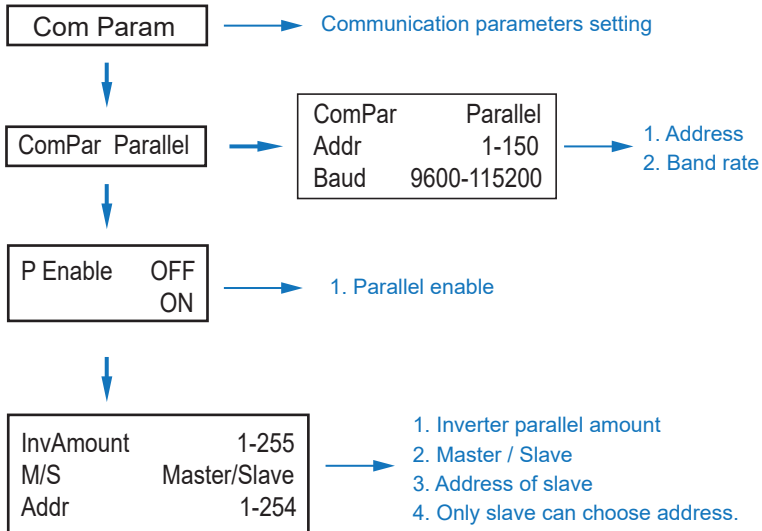 Com Param
Communication parameters setting
ComPar Parallel
ComPar Parallel
Addr 1-150
Baud 9600-115200
1. Address
2. Band rate
P Enable OFF
ON
1. Parallel enable
InvAmount 1-255
M/S Master/Slave
Addr 1-254
1. Inverter parallel amount
2. Master / Slave
3. Address of slave
4. Only slave can choose address.